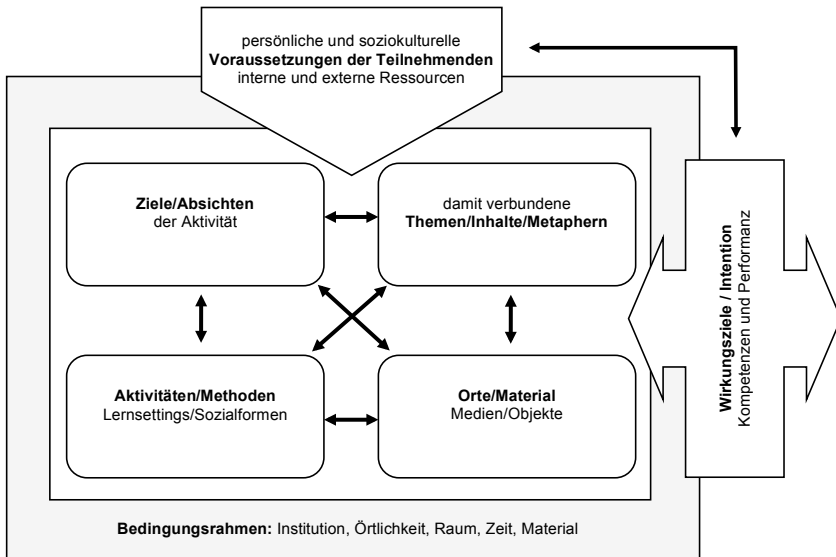 persönliche und soziokulturelle
Voraussetzungen der Teilnehmenden
interne und externe Ressourcen
Ziele/Absichten
der Aktivität
damit verbundene
Themen/Inhalte/Metaphern
Aktivitäten/Methoden
Lernsettings/Sozialformen
Orte/Material
Medien/Objekte
Wirkungsziele / Intention
Kompetenzen und Performanz
Bedingungsrahmen: Institution, Örtlichkeit, Raum, Zeit, Material